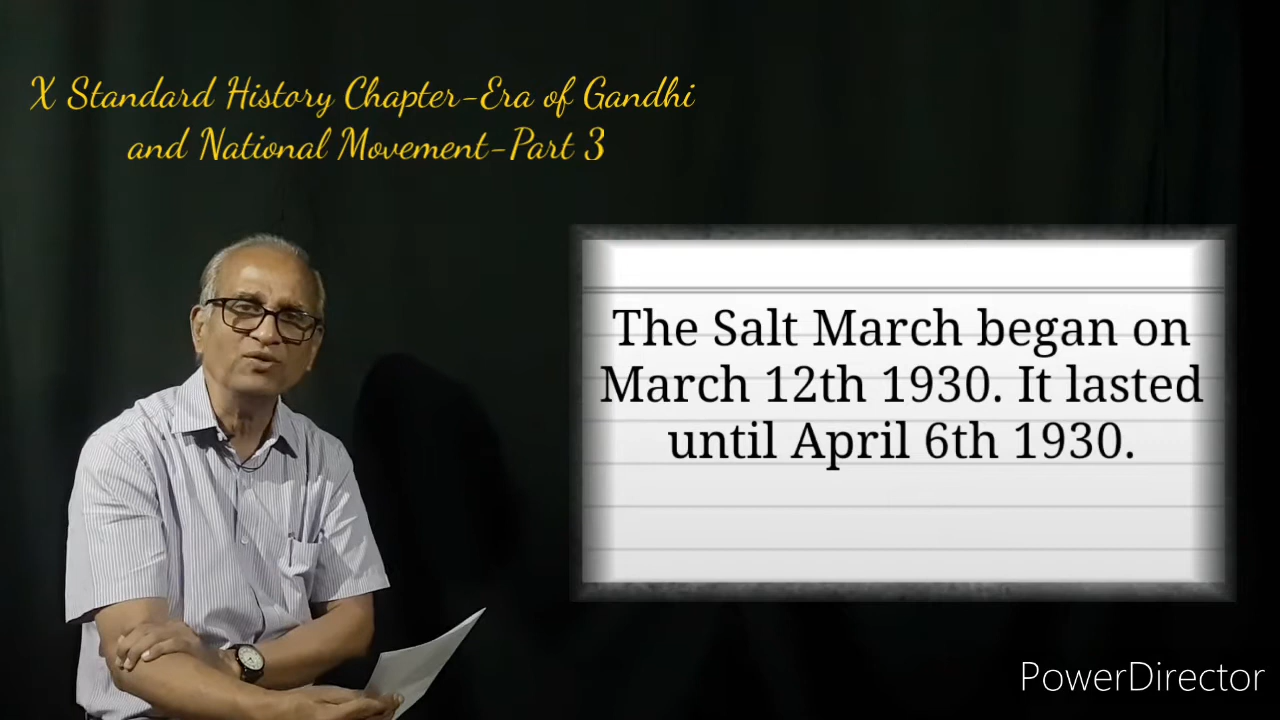 X Standard History Chapter-Era of Gandhi
and National Movement-Part 3
The Salt March began on
March 12th 1930. It lasted
until April 6th 1930.
PowerDirector